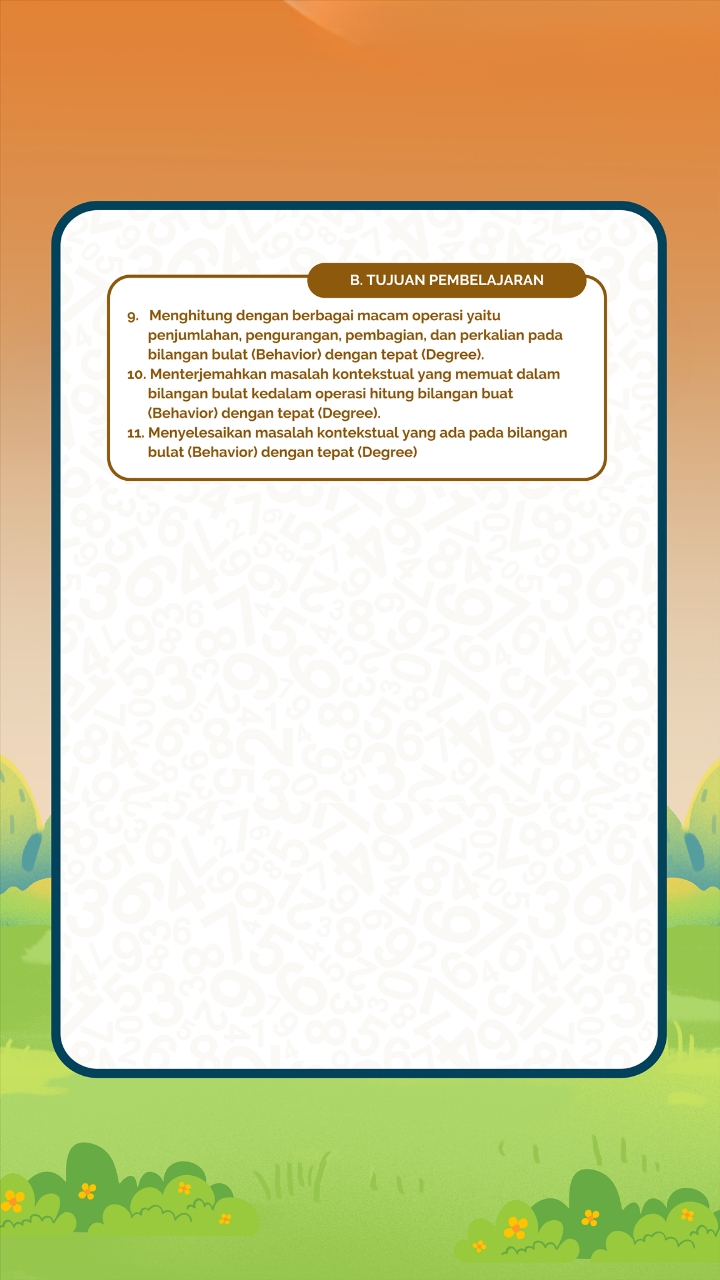 B. TUJUAN PEMBELAJARAN
9. Menghitung dengan berbagai macam operasi yaitu
penjumlahan, pengurangan, pembagian, dan perkalian pada
bilangan bulat (Behavior) dengan tepat (Degree).
10. Menterjemahkan masalah kontekstual yang memuat dalam
bilangan bulat kedalam operasi hitung bilangan buat
(Behavior) dengan tepat (Degree).
11. Menyelesaikan masalah kontekstual yang ada pada bilangan
bulat (Behavior) dengan tepat (Degree)